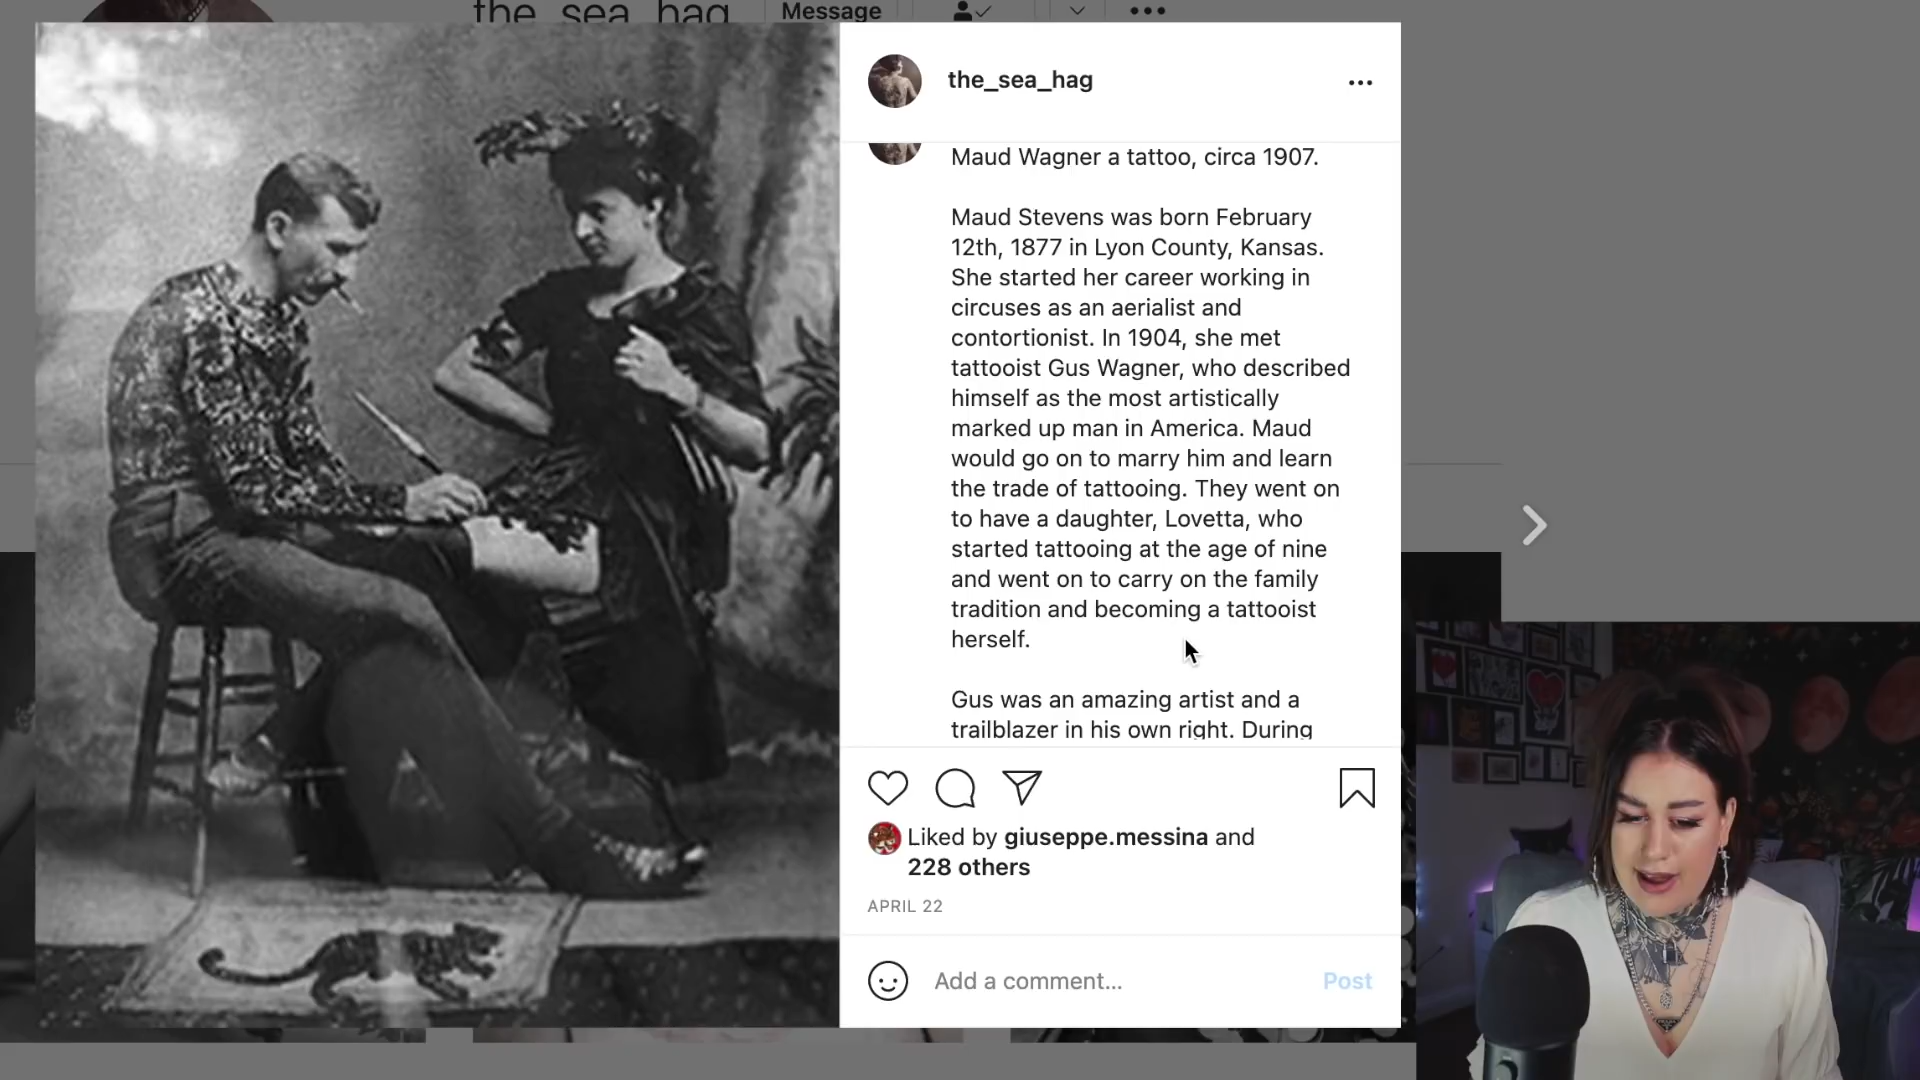 the_sea_hag
Message
the_sea_hag
Maud Wagner a tattoo, circa 1907.
Maud Stevens was born February
12th, 1877 in Lyon County, Kansas.
She started her career working in
circuses as an aerialist and
contortionist. In 1904, she met
tattooist Gus Wagner, who described
himself as the most artistically
marked up man in America. Maud
would go on to marry him and learn
the trade of tattooing. They went on
to have a daughter, Lovetta, who
started tattooing at the age of nine
and went on to carry on the family
tradition and becoming a tattooist
herself.
Gus was an amazing artist and a
trailblazer in his own right. During
Liked by giuseppe.messina and
228 others
APRIL 22
Add a comment...
Post